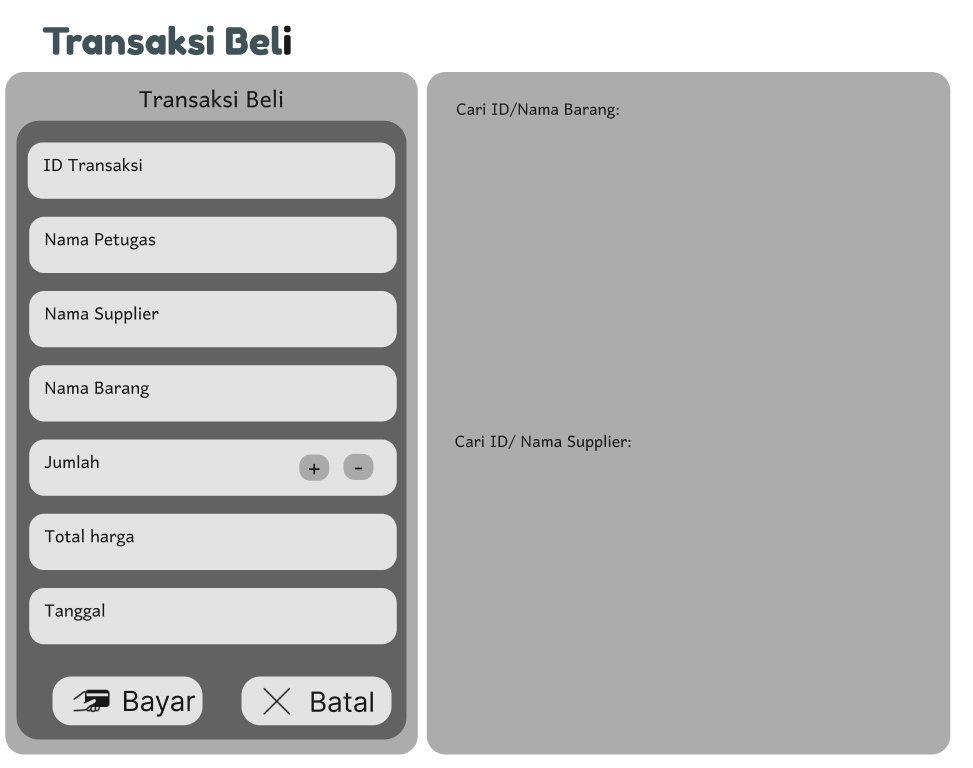 Transaksi Beli
Transaksi Beli
ID Transaksi
Nama Petugas
Nama Supplier
Nama Barang
Jumlah + -
Total harga
Tanggal
Bayar
Batal
Cari ID/Nama Barang:
Cari ID/ Nama Supplier: